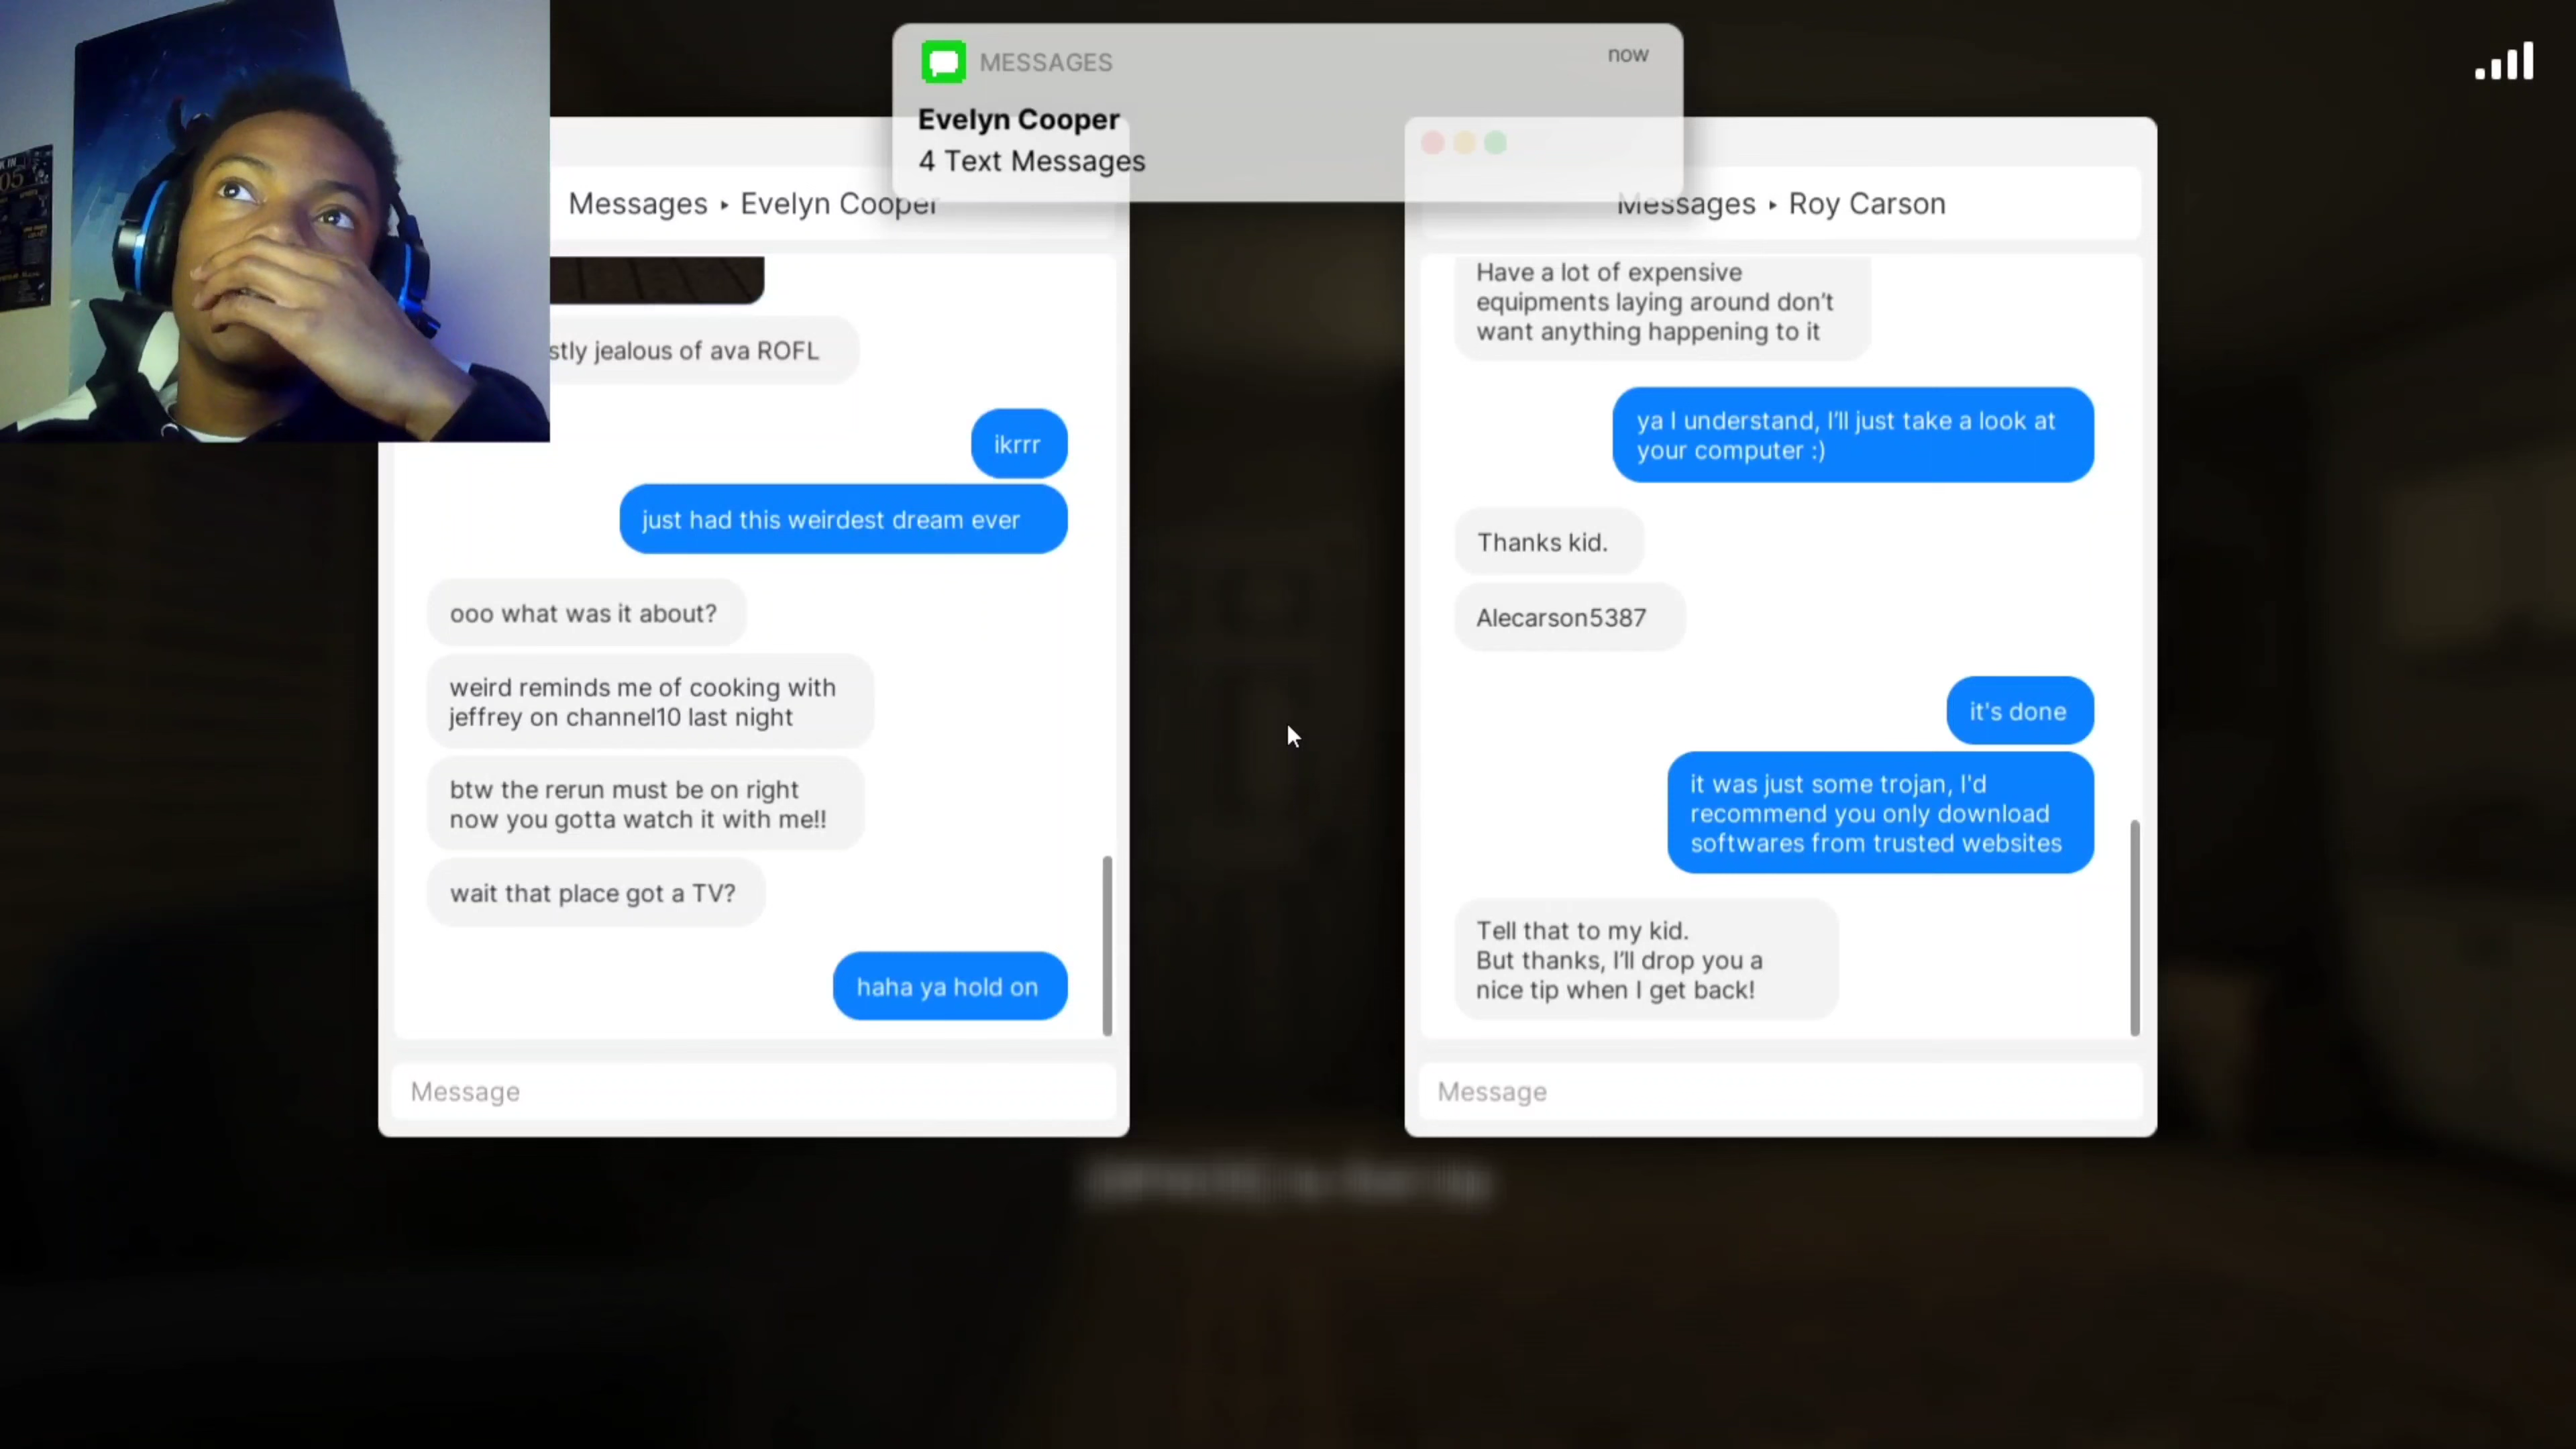 MESSAGES
now
Evelyn Cooper
4 Text Messages
Messages ‣ Evelyn Cooper
jealous of ava ROFL
ikrrr
just had this weirdest dream ever
ooo what was it about?
weird reminds me of cooking with
jeffrey on channel10 last night
btw the rerun must be on right
now you gotta watch it with me!!
wait that place got a TV?
haha ya hold on
Message
Messages ‣ Roy Carson
Have a lot of expensive
equipments laying around don't
want anything happening to it
ya I understand, I'll just take a look at
your computer :)
Thanks kid.
Alecarson5387
it's done
it was just some trojan, I'd
recommend you only download
softwares from trusted websites
Tell that to my kid.
But thanks, I'll drop you a
nice tip when I get back!
Message